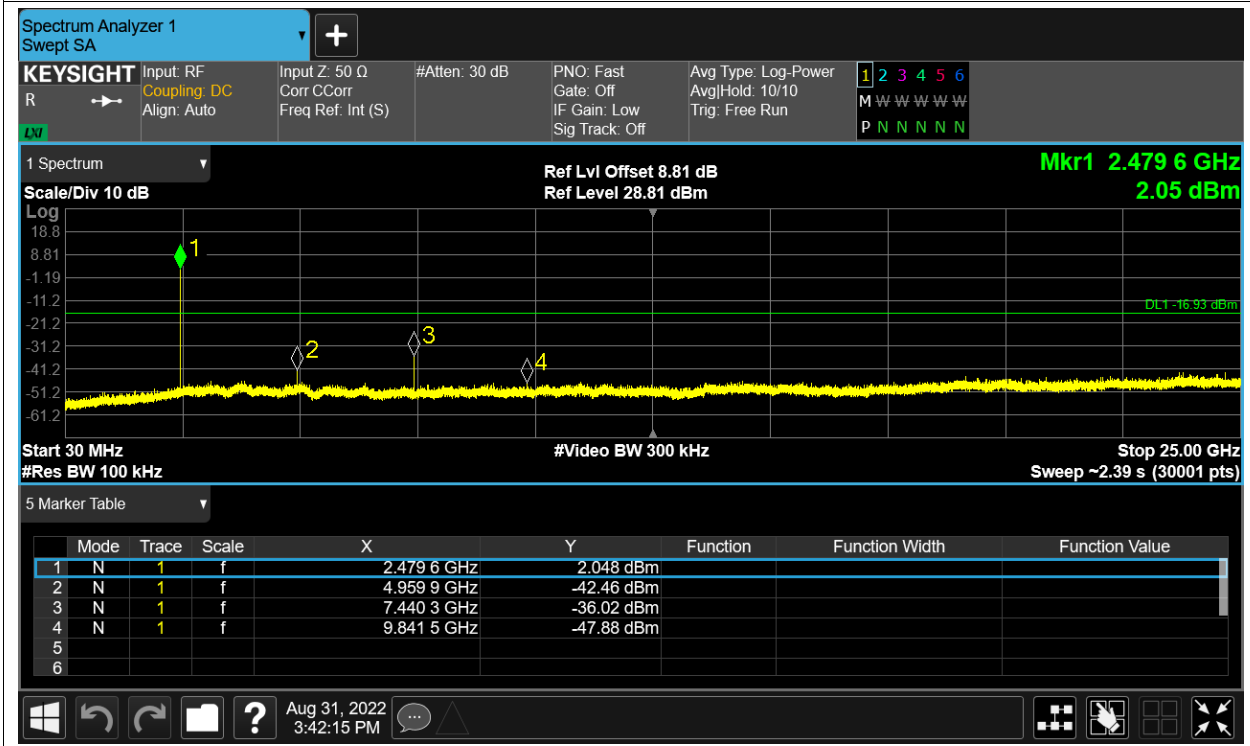 Spectrum Analyzer 1
Swept SA
+
KEYSIGHT Input: RF Input Z: 50 Ω #Atten: 30 dB PNO: Fast Avg Type: Log-Power 1 2 3 4 5 6
R Coupling: DC Corr CCorr Gate: Off Avg|Hold: 10/10 M W W W W W
Align: Auto Freq Ref: Int (S) IF Gain: Low Trig: Free Run
LXI Sig Track: Off P N N N N N
1 Spectrum Ref Lvl Offset 8.81 dB Mkr1 2.479 6 GHz
Scale/Div 10 dB Ref Level 28.81 dBm 2.05 dBm
Log
18.8
8.81 1
-1.19
-11.2 DL1 -16.93 dBm
-21.2
-31.2 2 3
-41.2 4
-51.2
-61.2
Start 30 MHz #Video BW 300 kHz Stop 25.00 GHz
#Res BW 100 kHz Sweep ~2.39 s (30001 pts)
5 Marker Table
Mode Trace Scale X Y Function Function Width Function Value
1 N 1 f 2.479 6 GHz 2.048 dBm
2 N 1 f 4.959 9 GHz -42.46 dBm
3 N 1 f 7.440 3 GHz -36.02 dBm
4 N 1 f 9.841 5 GHz -47.88 dBm
5
6
? Aug 31, 2022
3:42:15 PM